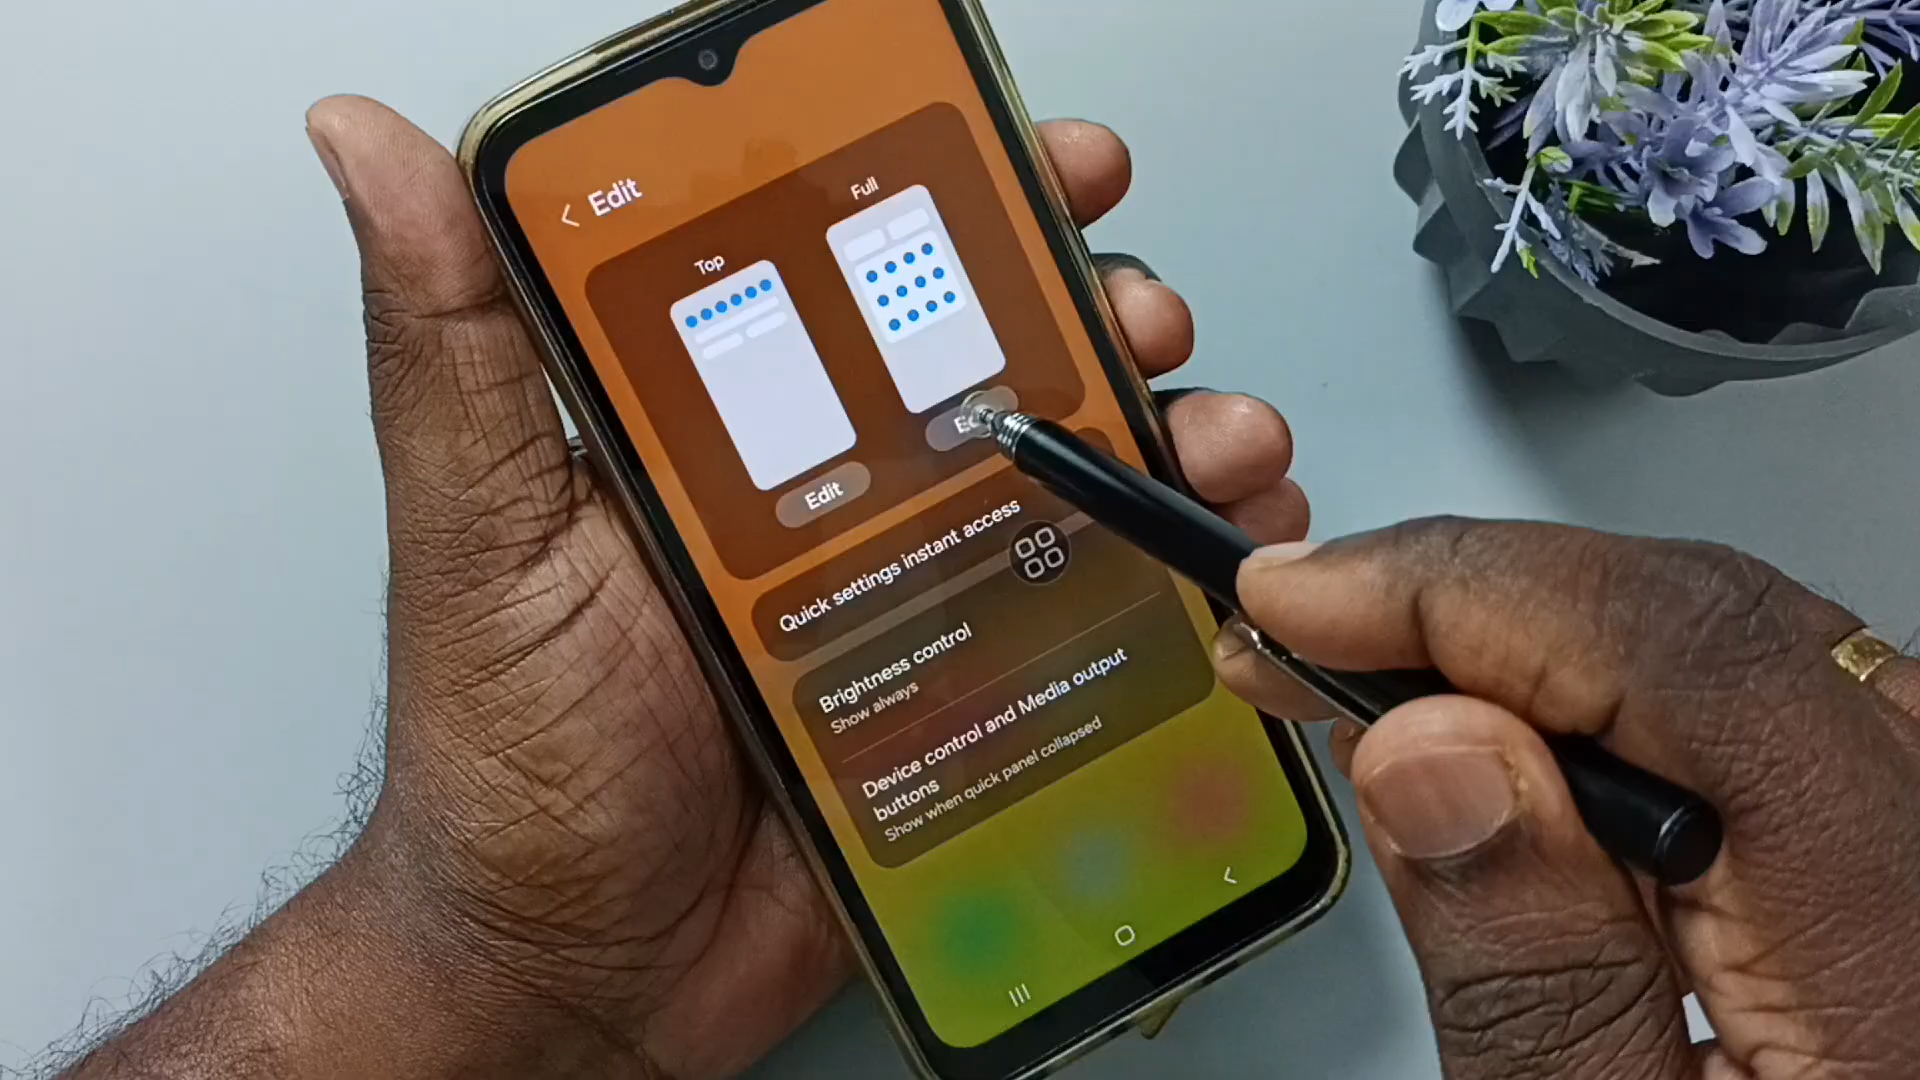 Edit
Top
Full
Edit
Quick settings instant access
Brightness control
Show always
Device control and Media output
buttons
Show when quick panel collapsed